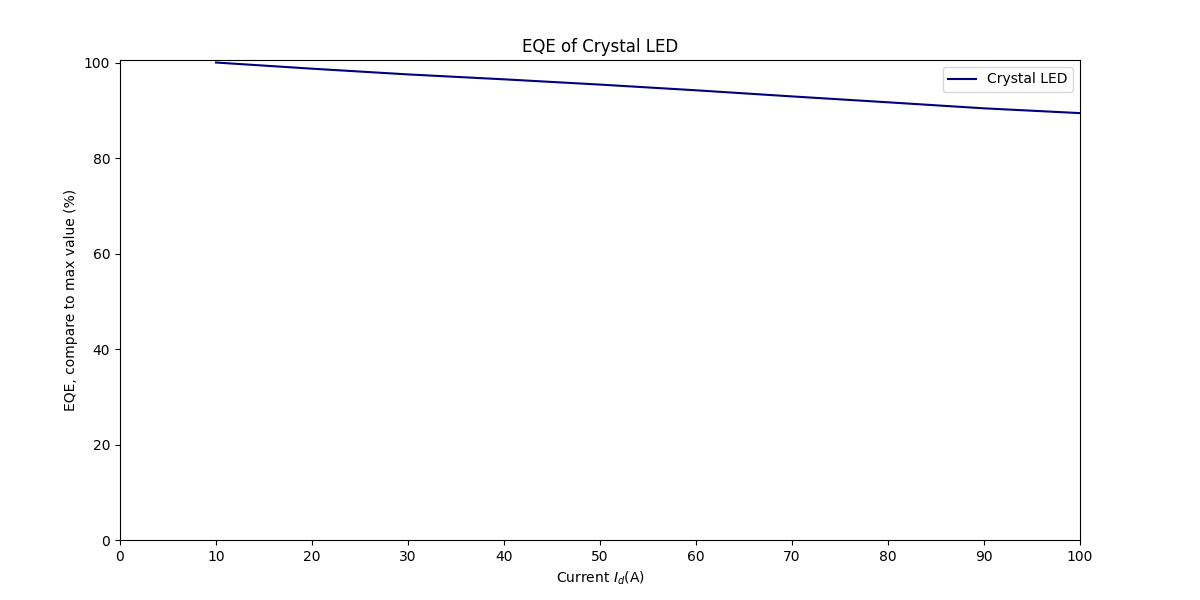 EQE of Crystal LED
Crystal LED
EQE, compare to max value (%)
100
80
60
40
20
0
0 10 20 30 40 50 60 70 80 90 100
Current I_d(A)